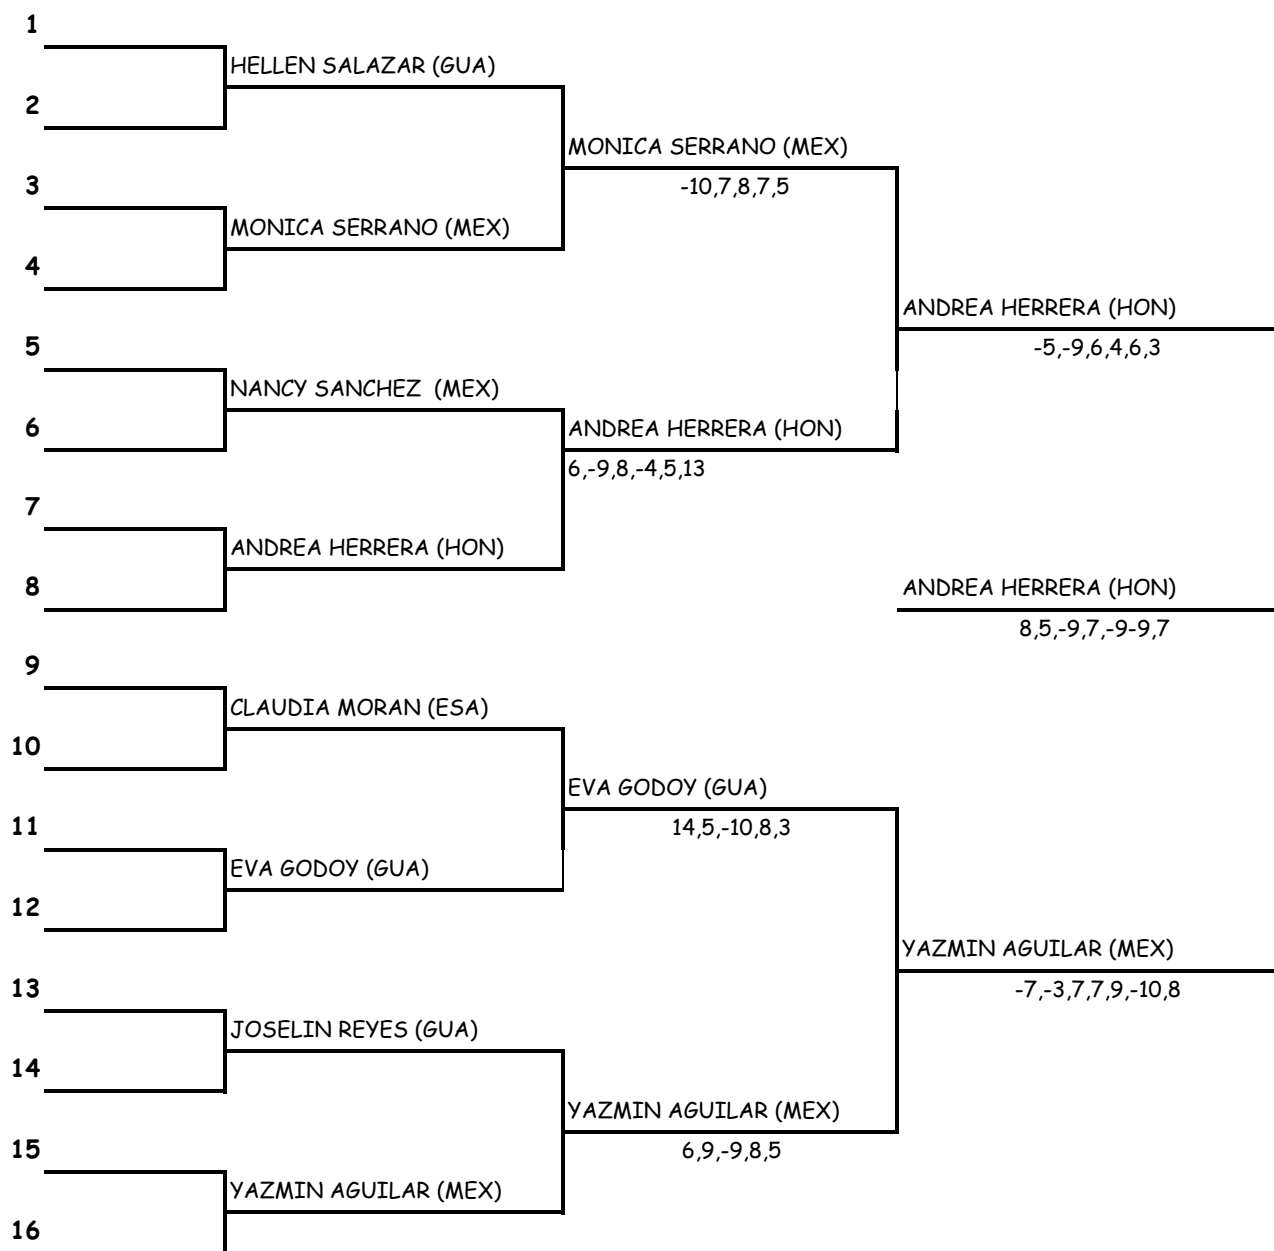 1
HELLEN SALAZAR (GUA)
2
MONICA SERRANO (MEX)
-10,7,8,7,5
3
MONICA SERRANO (MEX)
4
ANDREA HERRERA (HON)
-5,-9,6,4,6,3
5
NANCY SANCHEZ (MEX)
6
ANDREA HERRERA (HON)
6,-9,8,-4,5,13
7
ANDREA HERRERA (HON)
8
ANDREA HERRERA (HON)
8,5,-9,7,-9-9,7
9
CLAUDIA MORAN (ESA)
10
EVA GODOY (GUA)
14,5,-10,8,3
11
EVA GODOY (GUA)
12
YAZMIN AGUILAR (MEX)
-7,-3,7,7,9,-10,8
13
JOSELIN REYES (GUA)
14
YAZMIN AGUILAR (MEX)
6,9,-9,8,5
15
YAZMIN AGUILAR (MEX)
16